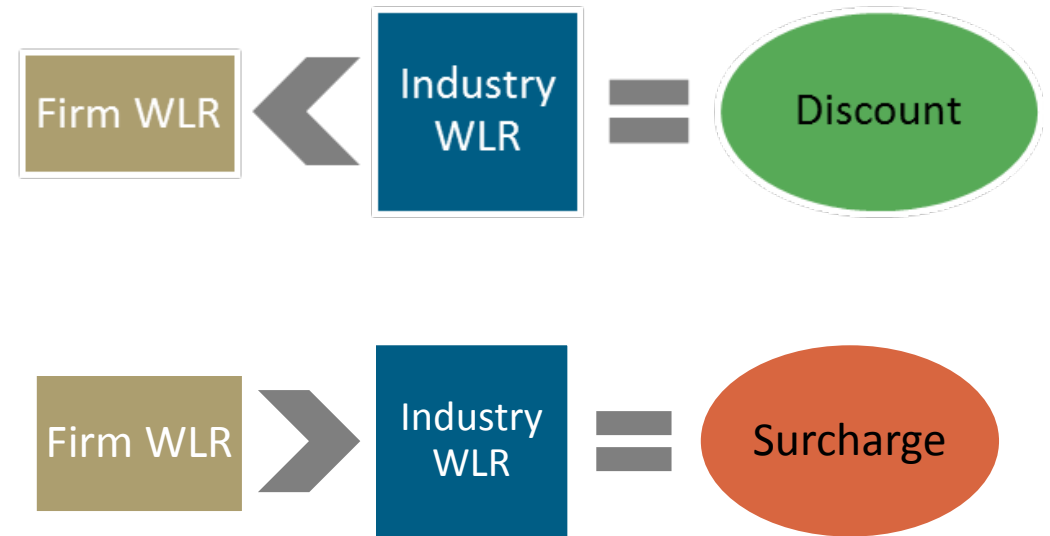 Firm WLR
Industry
WLR
Discount
Firm WLR
Industry
WLR
Surcharge